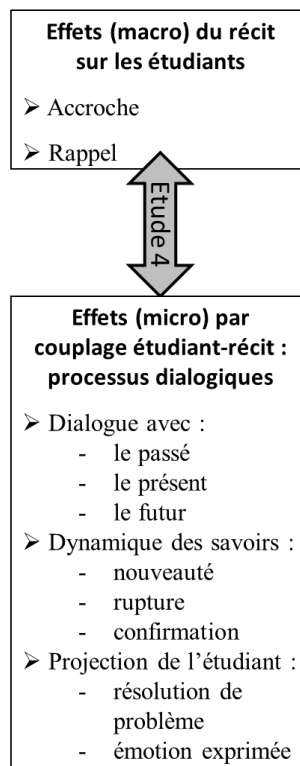 Effets (macro) du récit
sur les étudiants
➢ Accroche
➢ Rappel
Etude 4
Effets (micro) par
couplage étudiant-récit :
processus dialogiques
➢ Dialogue avec :
- le passé
- le présent
- le futur
➢ Dynamique des savoirs :
- nouveauté
- rupture
- confirmation
➢ Projection de l'étudiant :
- résolution de
problème
- émotion exprimée